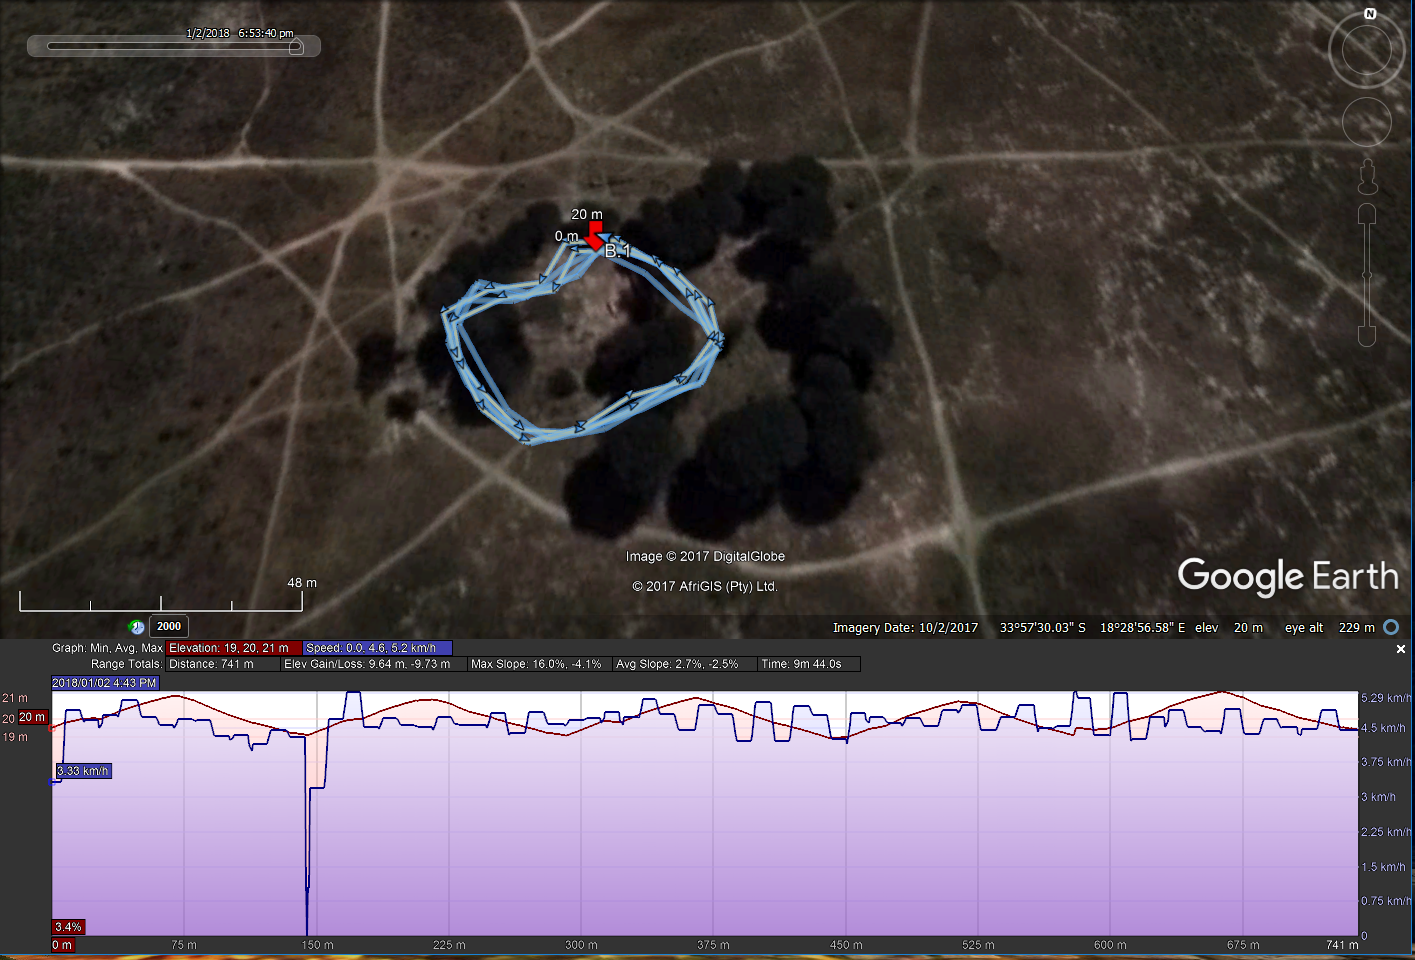 1/2/2018 6:53:40 pm
N
20 m
0 m
B.1
Image © 2017 DigitalGlobe
© 2017 AfriGIS (Pty) Ltd.
Google Earth
48 m
2000
Imagery Date: 10/2/2017 33°57'30.03" S 18°28'56.58" E elev 20 m eye alt 229 m
Graph: Min, Avg, Max Elevation: 19, 20, 21 m Speed: 0.0. 4.6, 5.2 km/h
Range Totals: Distance: 741 m Elev Gain/Loss: 9.64 m. -9.73 m Max Slope: 16.0%, -4.1% Avg Slope: 2.7%, -2.5% Time: 9m 44.0s
2018/01/02 4:43 PM
21 m
20
20 m
19 m
3.33 km/h
3.4%
5.29 km/h
4.5 km/h
3.75 km/h
3 km/h
2.25 km/h
1.5 km/h
0.75 km/h
0
0 m 75 m 150 m 225 m 300 m 375 m 450 m 525 m 600 m 675 m 741 m